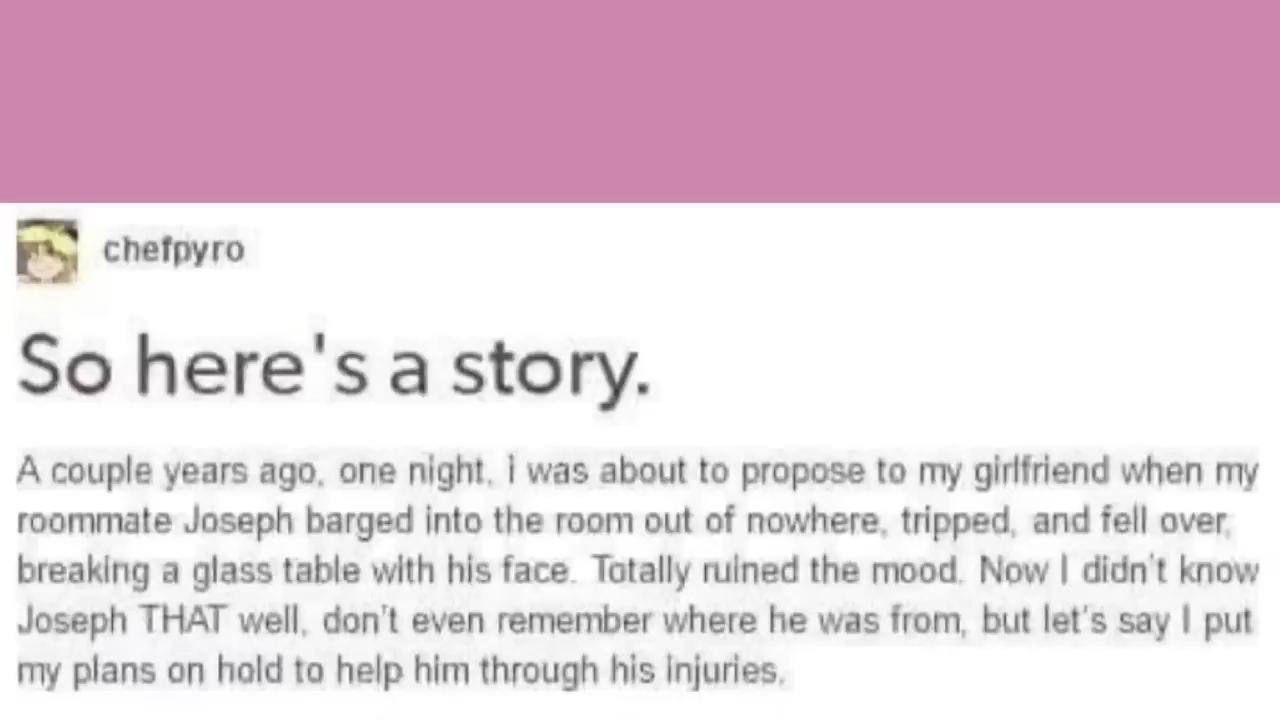 chefpyro
So here's a story.
A couple years ago, one night, i was about to propose to my girlfriend when my
roommate Joseph barged into the room out of nowhere, tripped, and fell over,
breaking a glass table with his face. Totally ruined the mood. Now I didn't know
Joseph THAT well, don't even remember where he was from, but let's say I put
my plans on hold to help him through his injuries.